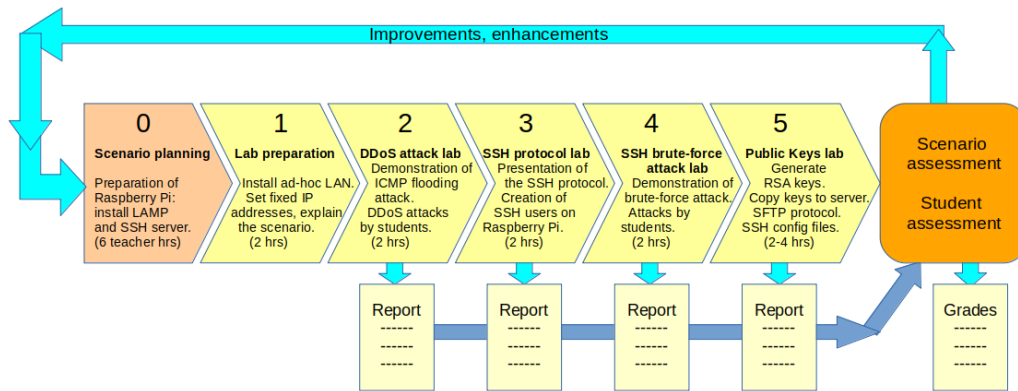 Improvements, enhancements
0
Scenario planning
Preparation of
Raspberry Pi:
install LAMP
and SSH server.
(6 teacher hrs)
1
Lab preparation
Install ad-hoc LAN.
Set fixed IP
addresses, explain
the scenario.
(2 hrs)
2
DDoS attack lab
Demonstration of
ICMP flooding
attack.
DDoS attacks
by students.
(2 hrs)
3
SSH protocol lab
Presentation of
the SSH protocol.
Creation of
SSH users on
Raspberry Pi.
(2 hrs)
4
SSH brute-force
attack lab
Demonstration of
brute-force attack.
Attacks by
students.
(2 hrs)
5
Public Keys lab
Generate
RSA keys.
Copy keys to server.
SFTP protocol.
SSH config files.
(2-4 hrs)
Scenario
assessment
Student
assessment
Report
------
------
------
Report
------
------
------
Report
------
------
------
Report
------
------
------
Grades
------
------
------